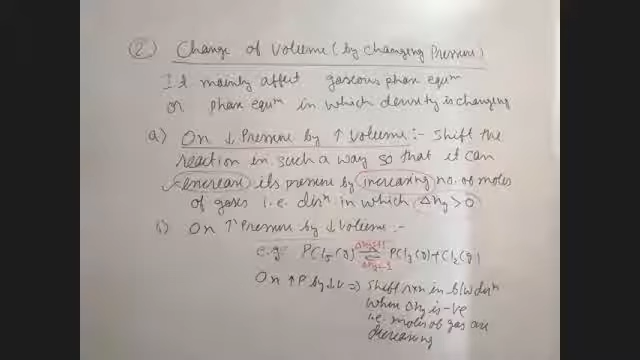 ② Change of Volume (by changing Pressure)
It mainly affect gaseous phase equᵐ
or phase equᵐ in which density is changing
a) On ↓ Pressure by ↑ Volume :- Shift the
reaction in such a way so that it can
increase its pressure by increasing no. of moles
of gases i.e. dirⁿ in which Δng > 0
On ↑ Pressure by ↓ Volume :-
e.g. PCl₅(g) ⇌ PCl₃(g) + Cl₂(g)
On ↑ P by ↓ V ⇒ Shift rxn in b/w dirⁿ
when Δng is -ve
i.e. moles of gas are
decreasing